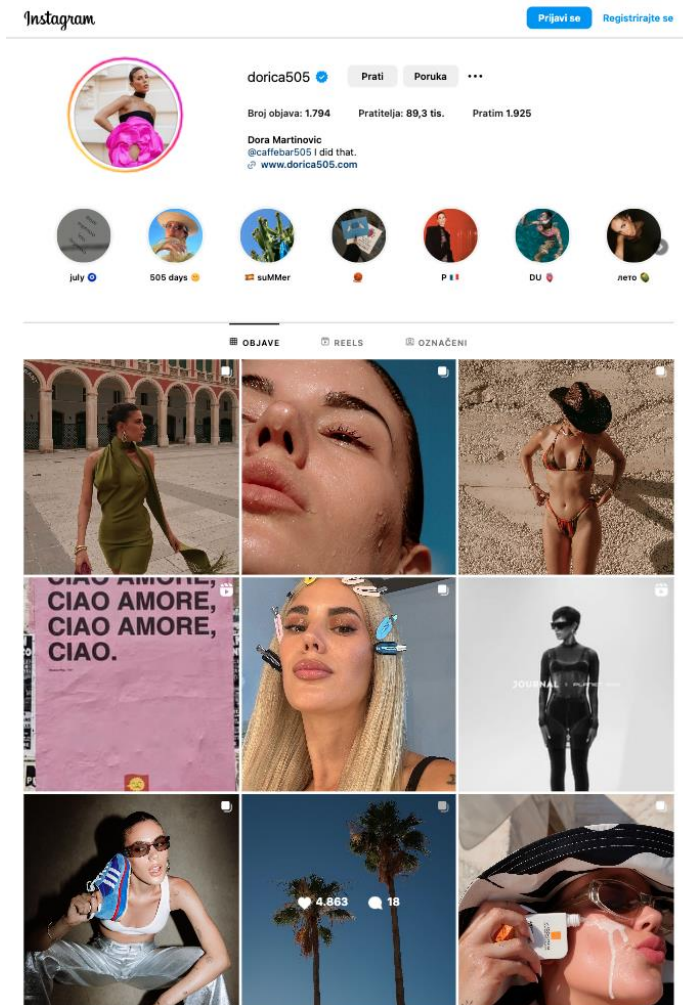 Instagram
Prijavi se
Registrirajte se
dorica505
Prati
Poruka
Broj objava: 1.794 Pratitelja: 89,3 tis. Pratim 1.925
Dora Martinovic
@caffebar505 I did that.
www.dorica505.com
july
505 days
suMMer
P
DU
лето
OBJAVE
REELS
OZNAČENI
CIAO AMORE,
CIAO AMORE,
CIAO AMORE,
CIAO.
JOURNAL
4.863 18